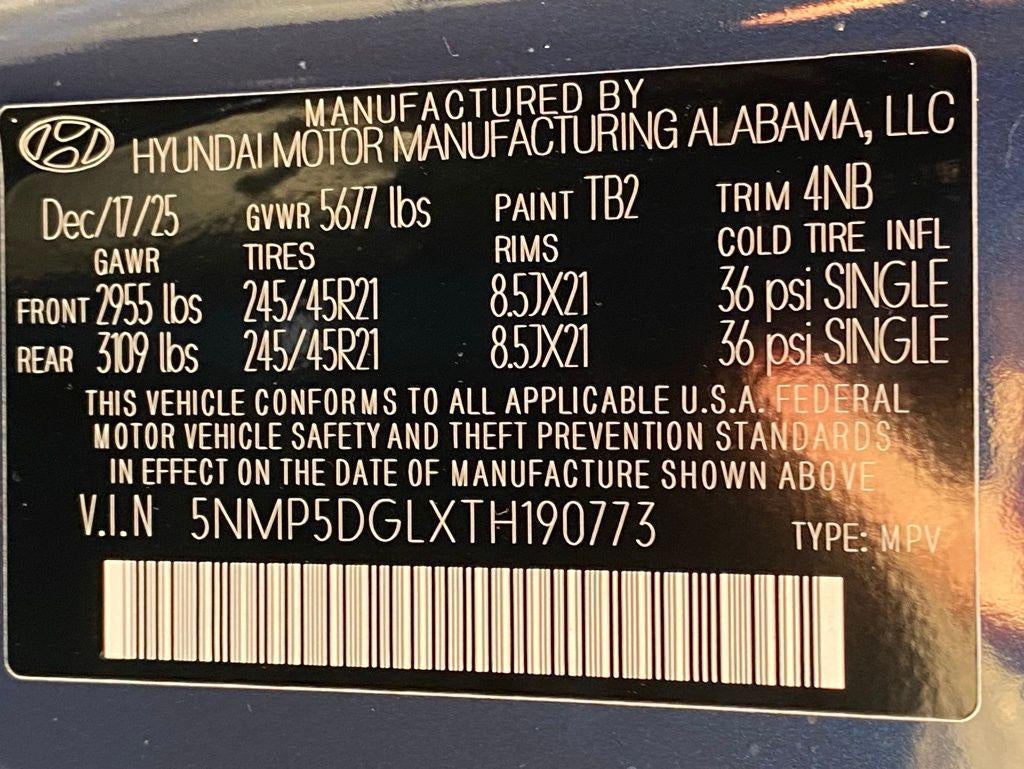 MANUFACTURED BY
HYUNDAI MOTOR MANUFACTURING ALABAMA, LLC
Dec/17/25 GVWR 5677 lbs PAINT TB2 TRIM 4NB
GAWR TIRES RIMS COLD TIRE INFL
FRONT 2955 lbs 245/45R21 8.5JX21 36 psi SINGLE
REAR 3109 lbs 245/45R21 8.5JX21 36 psi SINGLE
THIS VEHICLE CONFORMS TO ALL APPLICABLE U.S.A. FEDERAL
MOTOR VEHICLE SAFETY AND THEFT PREVENTION STANDARDS
IN EFFECT ON THE DATE OF MANUFACTURE SHOWN ABOVE
V.I.N 5NMP5DGLXTH190773 TYPE: MPV